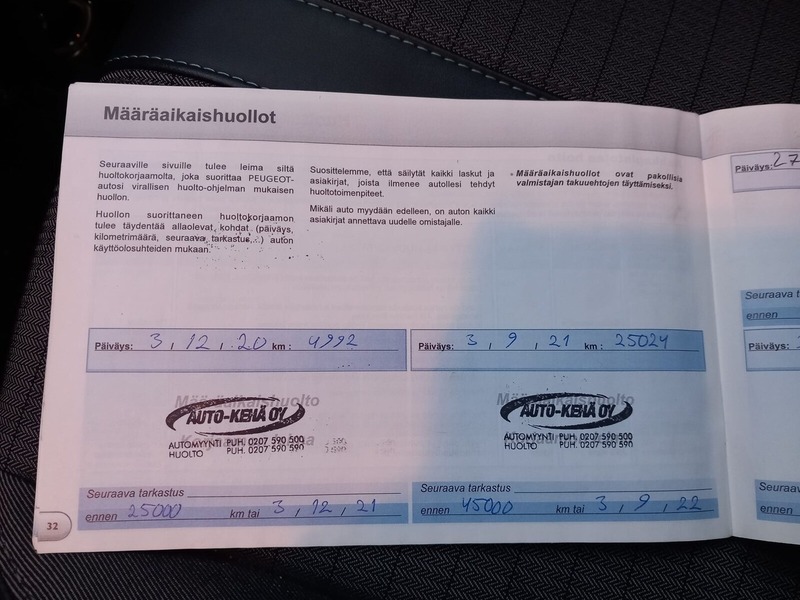 Määräaikaishuollot
Seuraaville sivuille tulee leima siltä
huoltokorjaamolta, joka suorittaa PEUGEOT-
autosi virallisen huolto-ohjelman mukaisen
huollon.
Huollon suorittaneen huoltokorjaamon
tulee täydentää allaolevat kohdat (päiväys,
kilometrimäärä, seuraava tarkastus,..) auton
käyttöolosuhteiden mukaan.
Suosittelemme, että säilytät kaikki laskut ja
asiakirjat, joista ilmenee autollesi tehdyt
huoltotoimenpiteet.
Mikäli auto myydään edelleen, on auton kaikki
asiakirjat annettava uudelle omistajalle.
Määräaikaishuollot ovat pakollisia
valmistajan takuuehtojen täyttämiseksi.
Päiväys: 3, 12, 20 km: 4992
Määräaikaishuolto
AUTO-KEHÄ OY
AUTOMYYNTI PUH. 0207 590 500
HUOLTO PUH. 0207 590 590
Seuraava tarkastus
ennen 25000 km tai 3, 12, 21
Päiväys: 3, 9, 21 km: 25024
Määräaikaishuolto
AUTO-KEHÄ OY
AUTOMYYNTI PUH. 0207 590 500
HUOLTO PUH. 0207 590 590
Seuraava tarkastus
ennen 45000 km tai 3, 9, 22
32
Päiväys: 27
Seuraava t
ennen
Päiväys:
Seurav
ennen